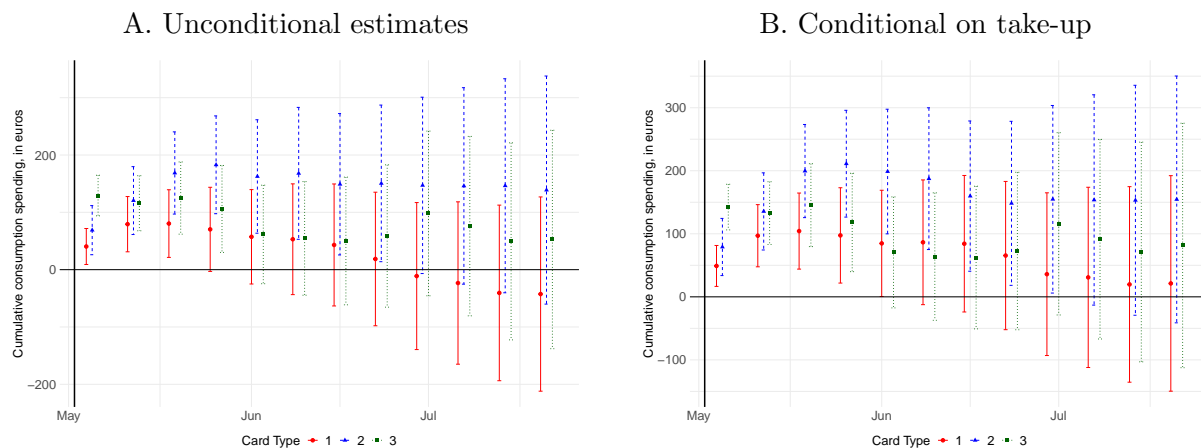 A. Unconditional estimates
Cumulative consumption spending, in euros
200
0
−200
May
Jun
Jul
Card Type 1 2 3
B. Conditional on take-up
Cumulative consumption spending, in euros
300
200
100
0
−100
May
Jun
Jul
Card Type 1 2 3